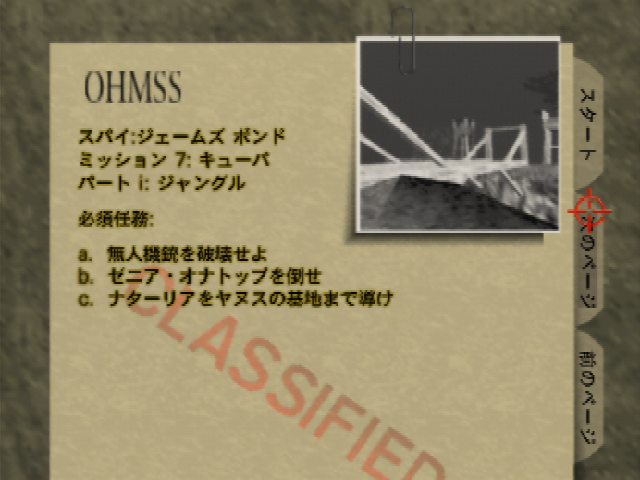 OHMSS
スパイ:ジェームズ ボンド
ミッション 7: キューバ
パート i: ジャングル
必須任務:
a. 無人機銃を破壊せよ
b. ゼニア・オナトップを倒せ
c. ナターリアをヤヌスの基地まで導け
CLASSIFIED
スタート
のページ
前のページ